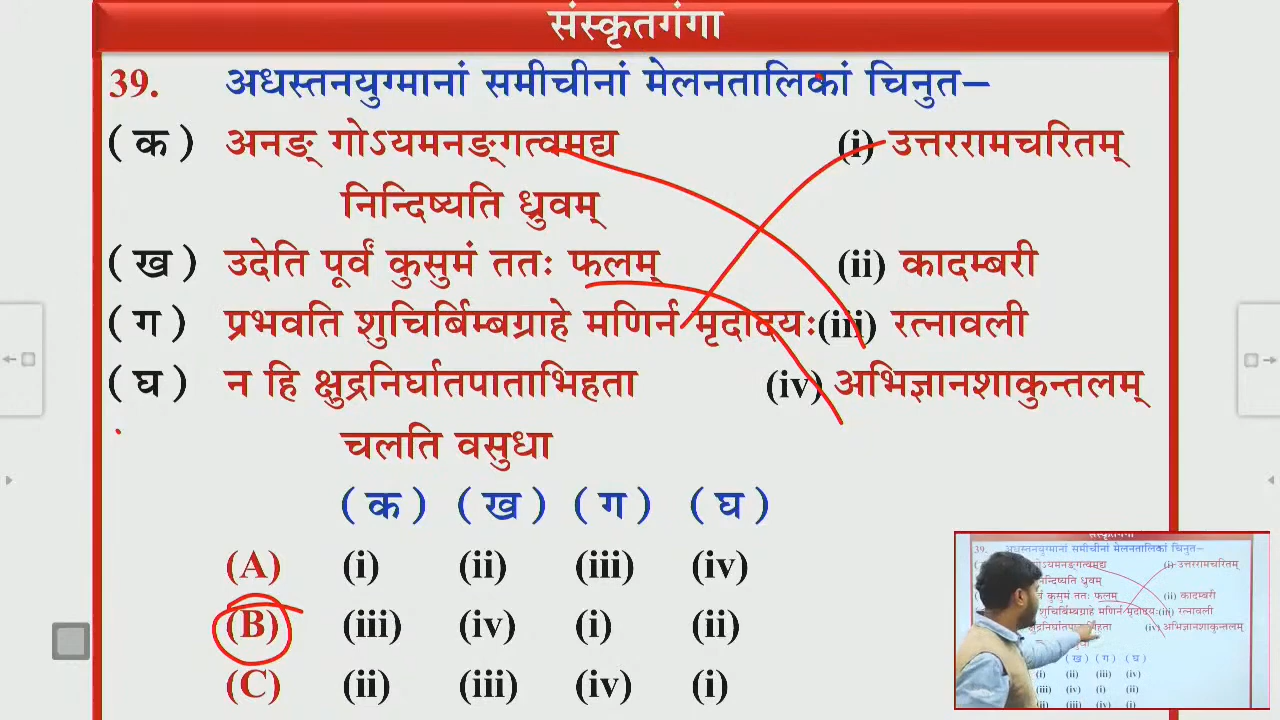 संस्कृतगंगा
39. अधस्तनयुग्मानां समीचीनां मेलनतालिकां चिनुत–
(क) अनङ् गोऽयमनङ्गत्वमद्य (i) उत्तररामचरितम्
निन्दिष्यति ध्रुवम्
(ख) उदेति पूर्वं कुसुमं ततः फलम् (ii) कादम्बरी
(ग) प्रभवति शुचिर्बिम्बग्राहे मणिर्न मृदादयः (iii) रत्नावली
(घ) न हि क्षुद्रनिर्घातपाताभिहता (iv) अभिज्ञानशाकुन्तलम्
चलति वसुधा
(क) (ख) (ग) (घ)
(A) (i) (ii) (iii) (iv)
(B) (iii) (iv) (i) (ii)
(C) (ii) (iii) (iv) (i)